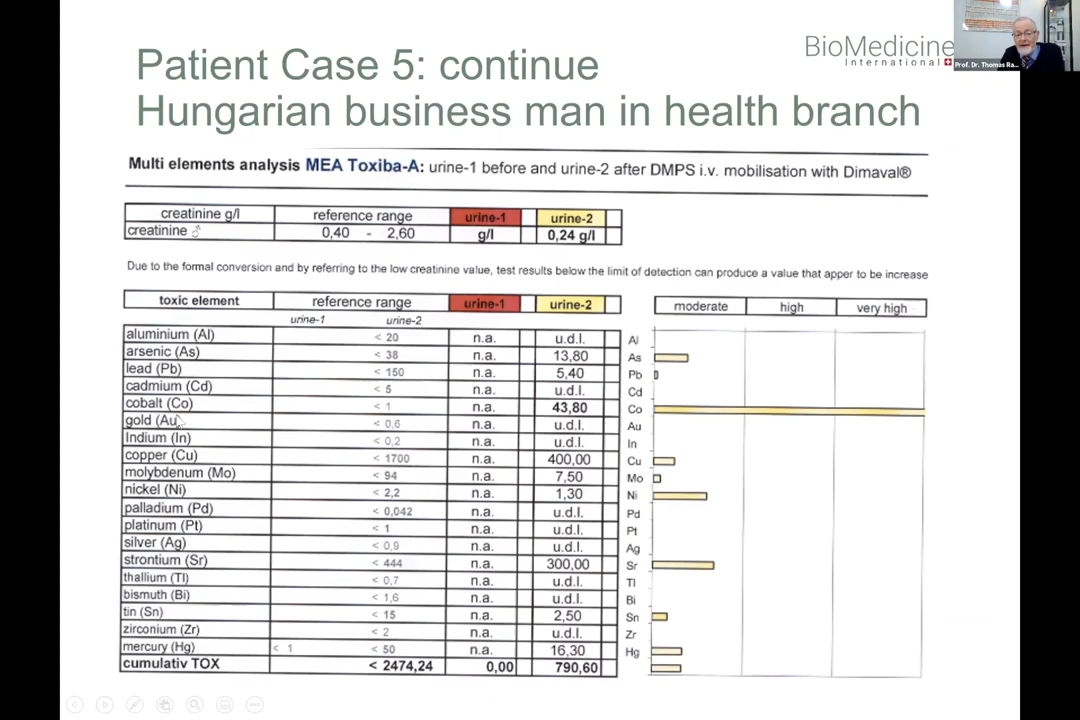 BioMedicine
International
Prof. Dr. Thomas Ra...
Patient Case 5: continue
Hungarian business man in health branch
Multi elements analysis MEA Toxiba-A: urine-1 before and urine-2 after DMPS i.v. mobilisation with Dimaval®
creatinine g/l reference range urine-1 urine-2
creatinine ♂ 0,40 - 2,60 g/l 0,24 g/l
Due to the formal conversion and by referring to the low creatinine value, test results below the limit of detection can produce a value that apper to be increase
toxic element reference range urine-1 urine-2 moderate high very high
urine-1 urine-2
aluminium (Al) < 20 n.a. u.d.l. Al
arsenic (As) < 38 n.a. 13,80 As
lead (Pb) < 150 n.a. 5,40 Pb
cadmium (Cd) < 5 n.a. u.d.l. Cd
cobalt (Co) < 1 n.a. 43,80 Co
gold (Au) < 0,6 n.a. u.d.l. Au
Indium (In) < 0,2 n.a. u.d.l. In
copper (Cu) < 1700 n.a. 400,00 Cu
molybdenum (Mo) < 94 n.a. 7,50 Mo
nickel (Ni) < 2,2 n.a. 1,30 Ni
palladium (Pd) < 0,042 n.a. u.d.l. Pd
platinum (Pt) < 1 n.a. u.d.l. Pt
silver (Ag) < 0,9 n.a. u.d.l. Ag
strontium (Sr) < 444 n.a. 300,00 Sr
thallium (Tl) < 0,7 n.a. u.d.l. Tl
bismuth (Bi) < 1,6 n.a. u.d.l. Bi
tin (Sn) < 15 n.a. 2,50 Sn
zirconium (Zr) < 2 n.a. u.d.l. Zr
mercury (Hg) < 1 < 50 n.a. 16,30 Hg
cumulativ TOX < 2474,24 0,00 790,60